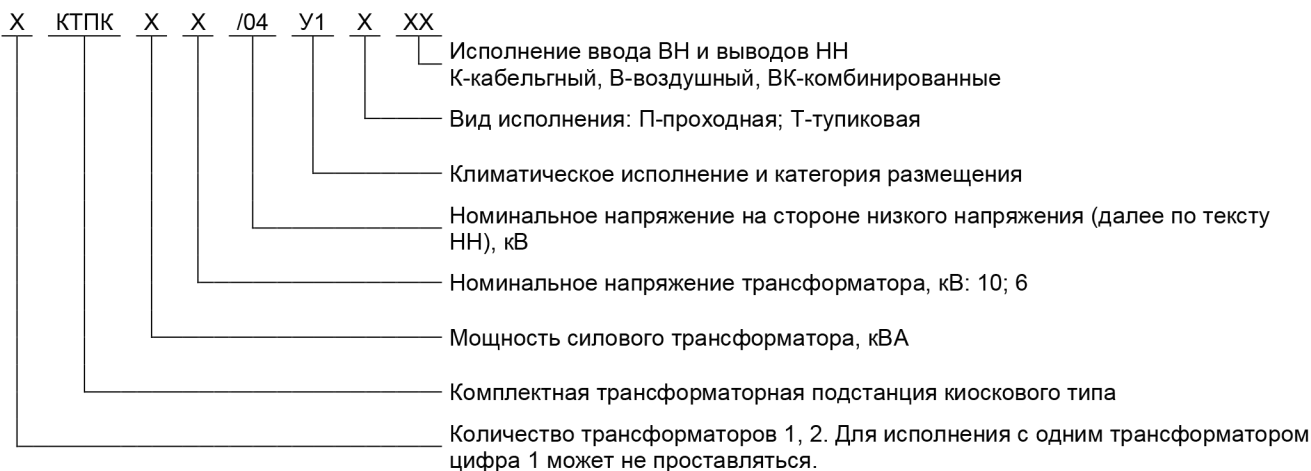 Х КТПК Х Х /04 У1 Х ХХ
Исполнение ввода ВН и выводов НН
К-кабельгный, В-воздушный, ВК-комбинированные
Вид исполнения: П-проходная; Т-тупиковая
Климатическое исполнение и категория размещения
Номинальное напряжение на стороне низкого напряжения (далее по тексту
НН), кВ
Номинальное напряжение трансформатора, кВ: 10; 6
Мощность силового трансформатора, кВА
Комплектная трансформаторная подстанция киоскового типа
Количество трансформаторов 1, 2. Для исполнения с одним трансформатором
цифра 1 может не проставляться.